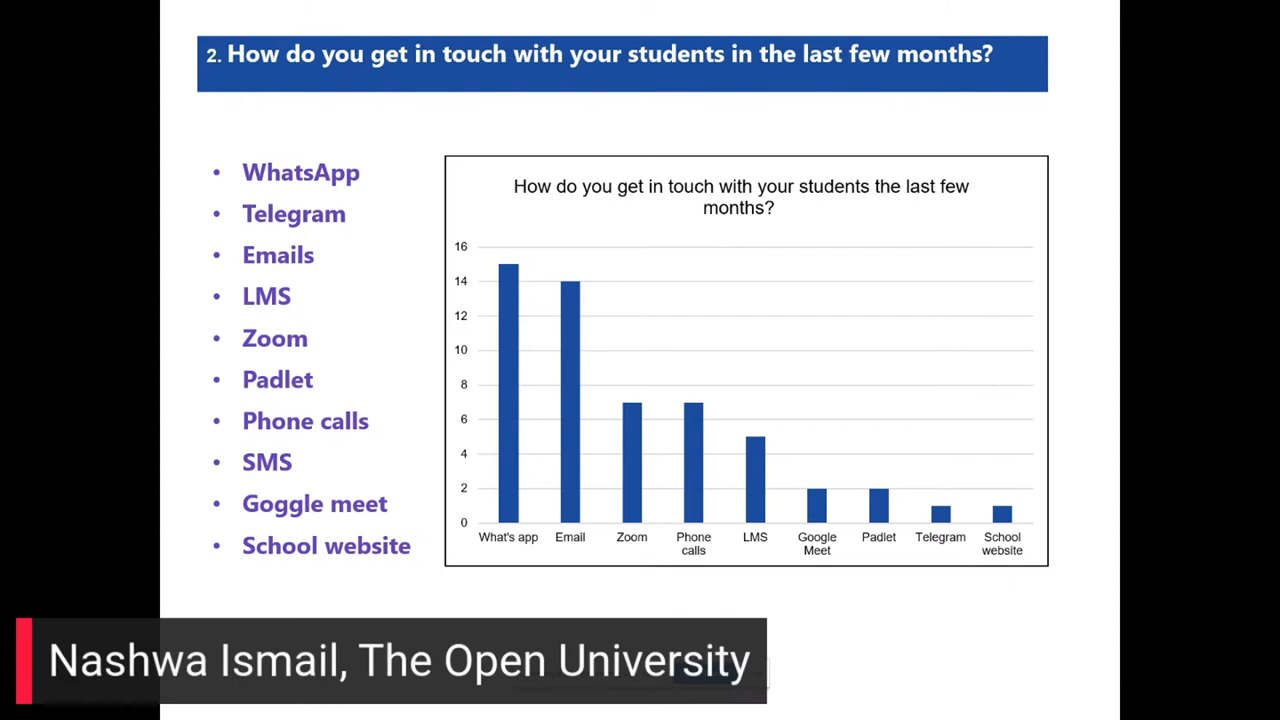 2. How do you get in touch with your students in the last few months?
• WhatsApp
• Telegram
• Emails
• LMS
• Zoom
• Padlet
• Phone calls
• SMS
• Goggle meet
• School website
How do you get in touch with your students the last few
months?
16
14
12
10
8
6
4
2
0
What's app
Email
Zoom
Phone
calls
LMS
Google
Meet
Padlet
Telegram
School
website
Nashwa Ismail, The Open University